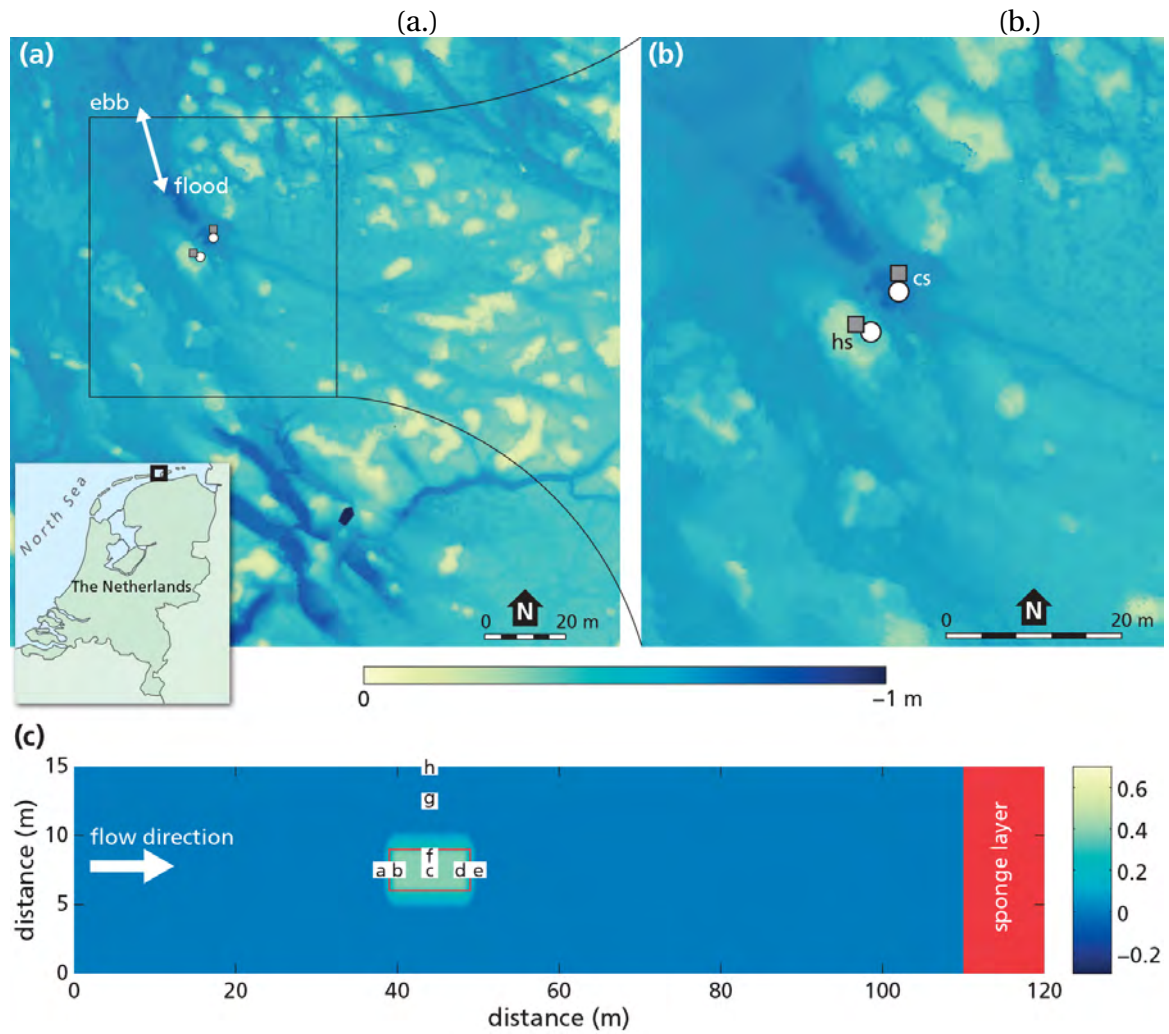 (a.) (b.)
(a)
(b)
ebb
flood
cs
hs
North Sea
The Netherlands
0 20 m
N
0 20 m
N
0 −1 m
(c)
15
10
5
0
distance (m)
flow direction
h
g
f
a b c d e
sponge layer
0.6
0.4
0.2
0
−0.2
0 20 40 60 80 100 120
distance (m)